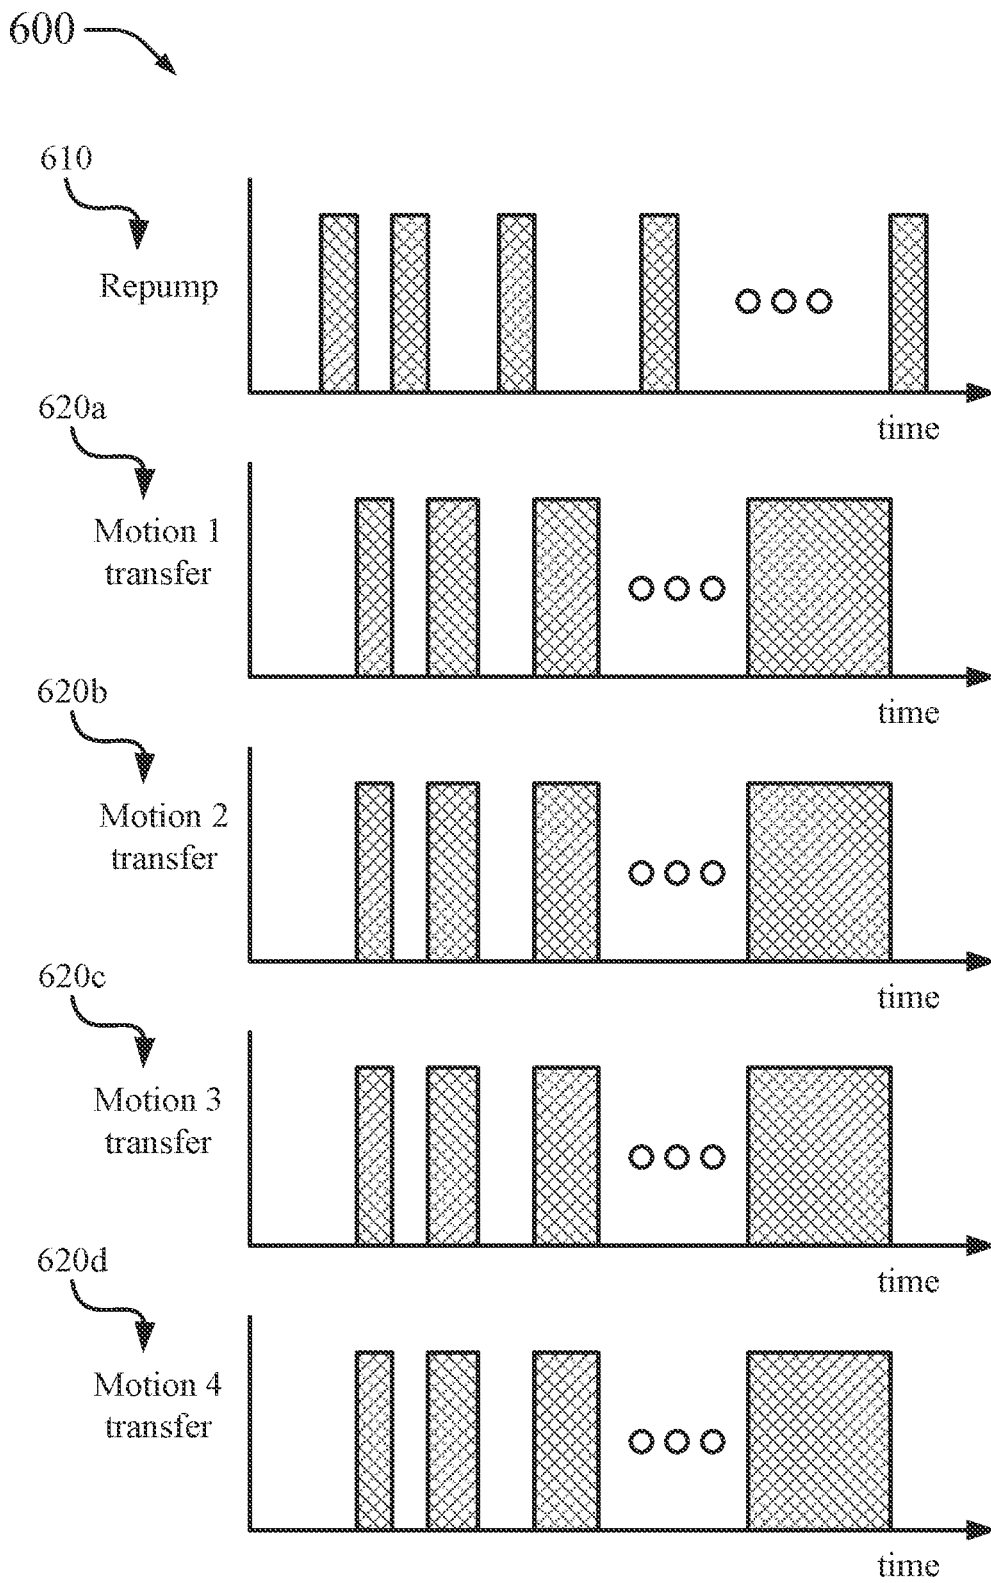 600
610
Repump
time
620a
Motion 1
transfer
time
620b
Motion 2
transfer
time
620c
Motion 3
transfer
time
620d
Motion 4
transfer
time